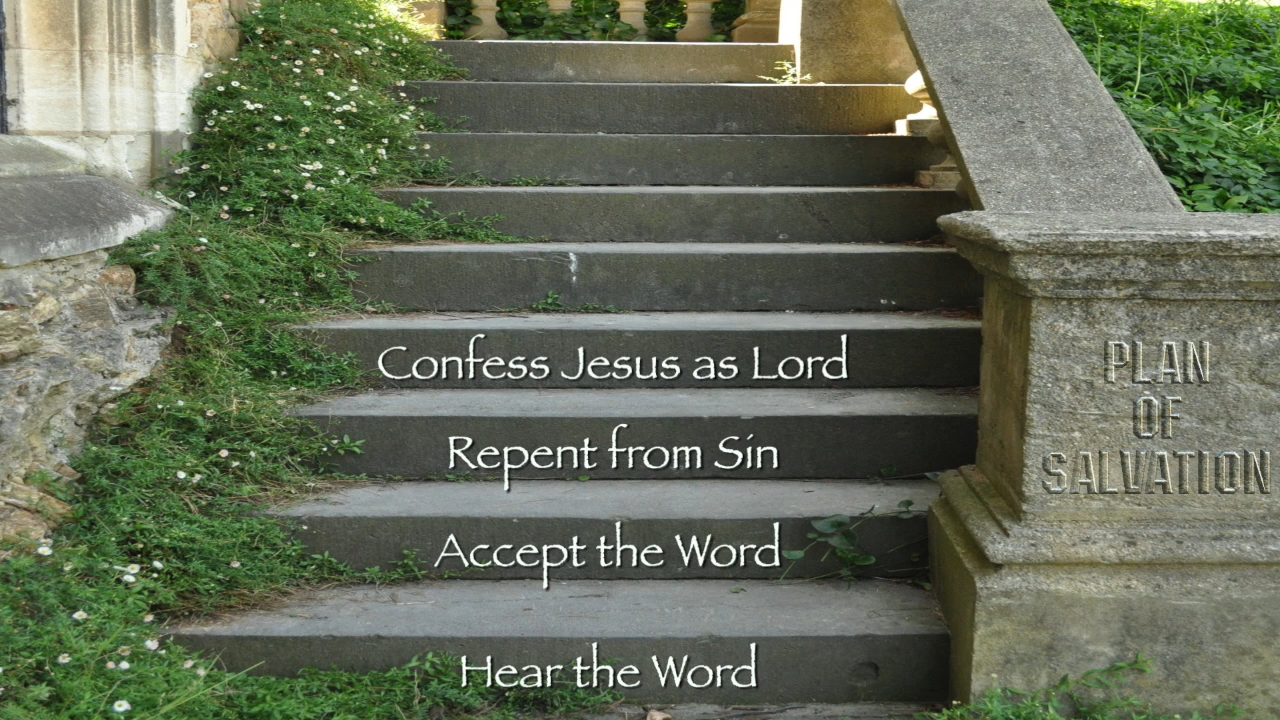 Confess Jesus as Lord
Repent from Sin
Accept the Word
Hear the Word
PLAN
OF
SALVATION